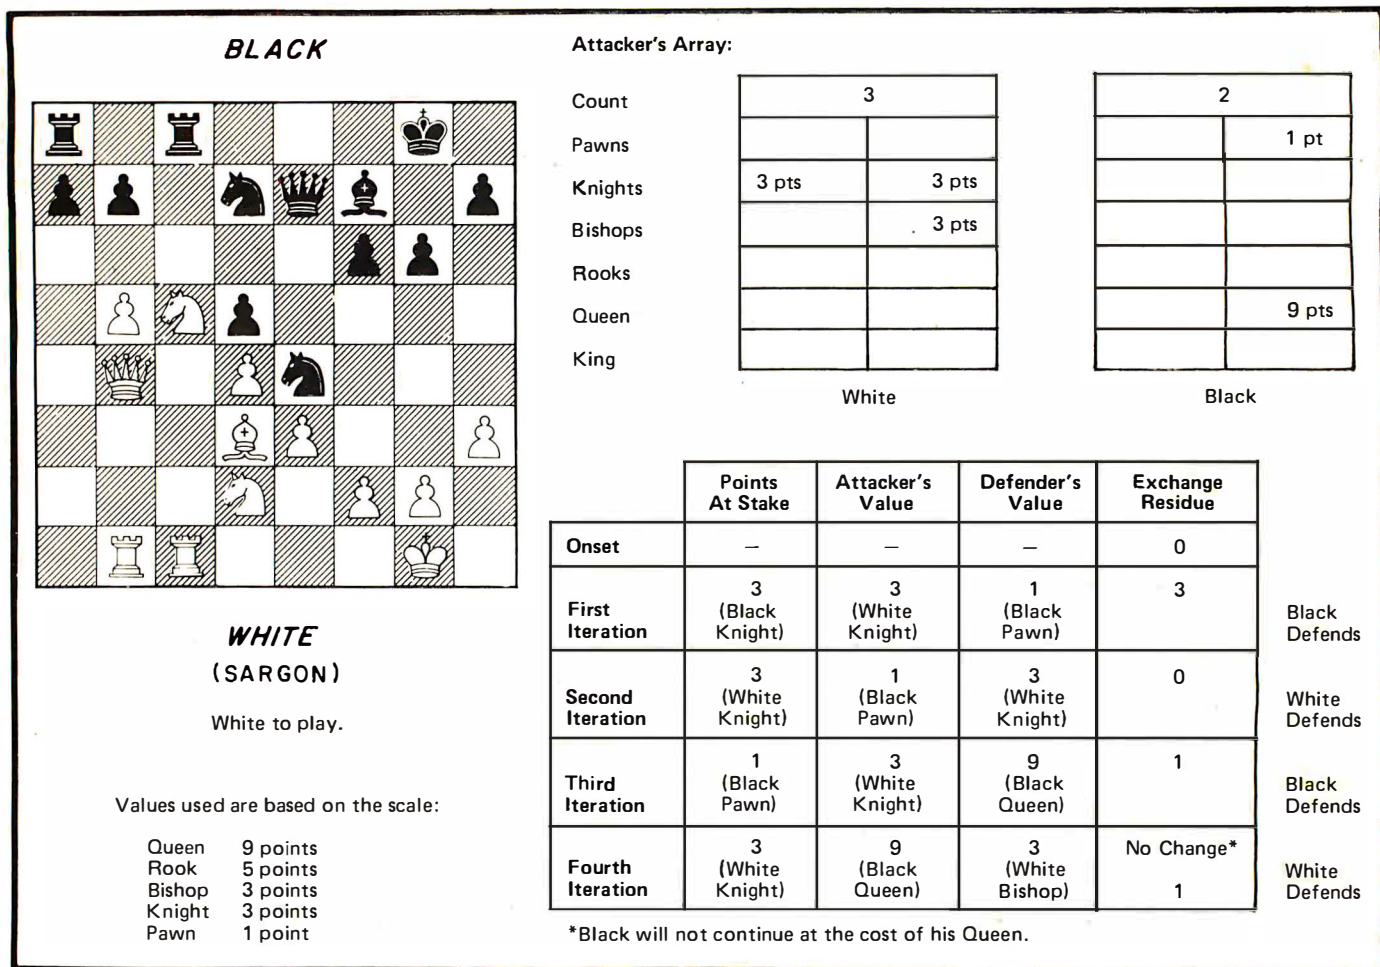 BLACK
WHITE
(SARGON)
White to play.
Values used are based on the scale:
Queen 9 points
Rook 5 points
Bishop 3 points
Knight 3 points
Pawn 1 point
Attacker's Array:
Count 3 2
Pawns 1 pt
Knights 3 pts 3 pts
Bishops 3 pts
Rooks
Queen 9 pts
King
White Black
Points Attacker's Defender's Exchange
At Stake Value Value Residue
Onset – – – 0
3 3 1 3
First (Black (White (Black Black
Iteration Knight) Knight) Pawn) Defends
3 1 3 0
Second (White (Black (White White
Iteration Knight) Pawn) Knight) Defends
1 3 9 1
Third (Black (White (Black Black
Iteration Pawn) Knight) Queen) Defends
3 9 3 No Change*
Fourth (White (Black (White White
Iteration Knight) Queen) Bishop) 1 Defends
*Black will not continue at the cost of his Queen.